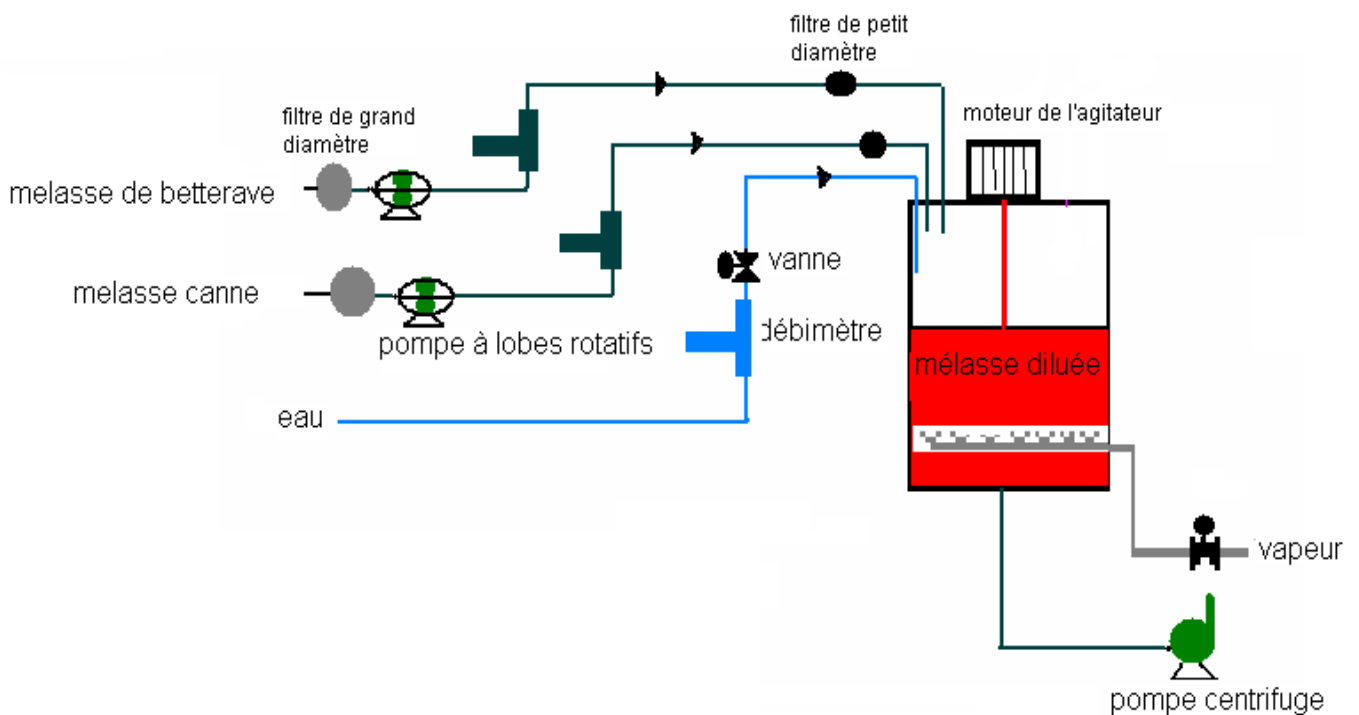 filtre de petit
diamètre
moteur de l'agitateur
filtre de grand
diamètre
melasse de betterave
vanne
melasse canne
débimètre
pompe à lobes rotatifs
mélasse diluée
eau
vapeur
pompe centrifuge